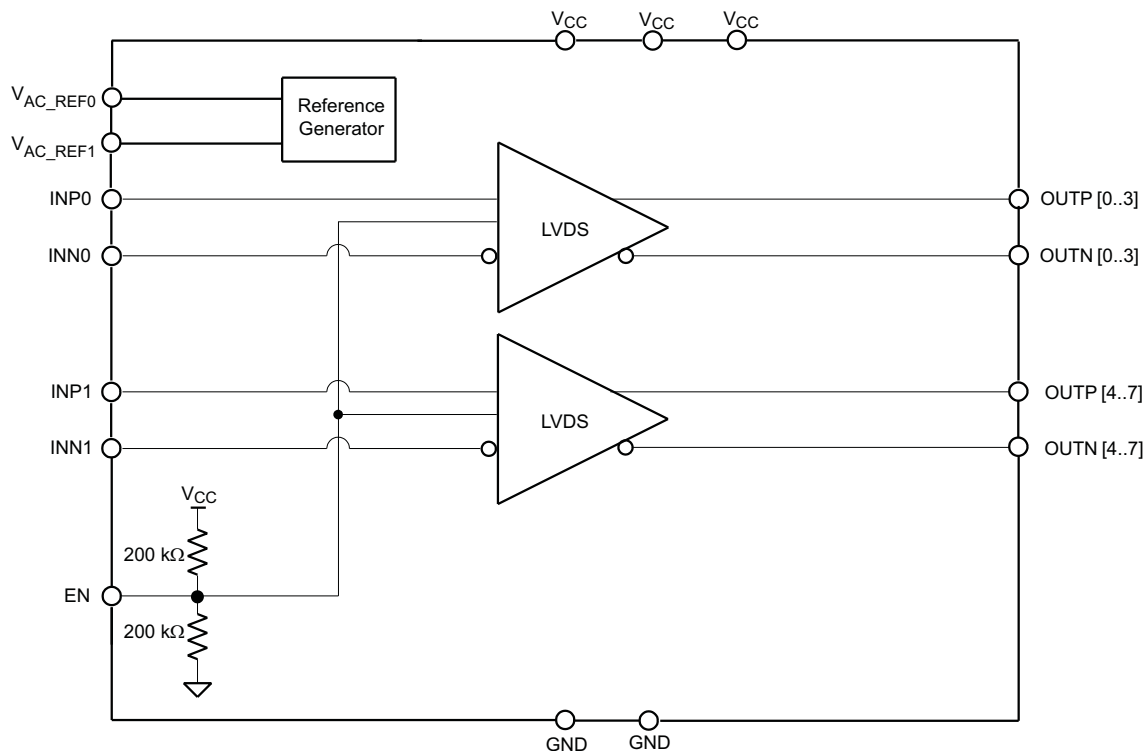 VCC VCC VCC
VAC_REF0
Reference
Generator
VAC_REF1
INP0
OUTP [0..3]
LVDS
INN0
OUTN [0..3]
INP1
OUTP [4..7]
LVDS
INN1
OUTN [4..7]
VCC
200 kΩ
EN
200 kΩ
GND GND